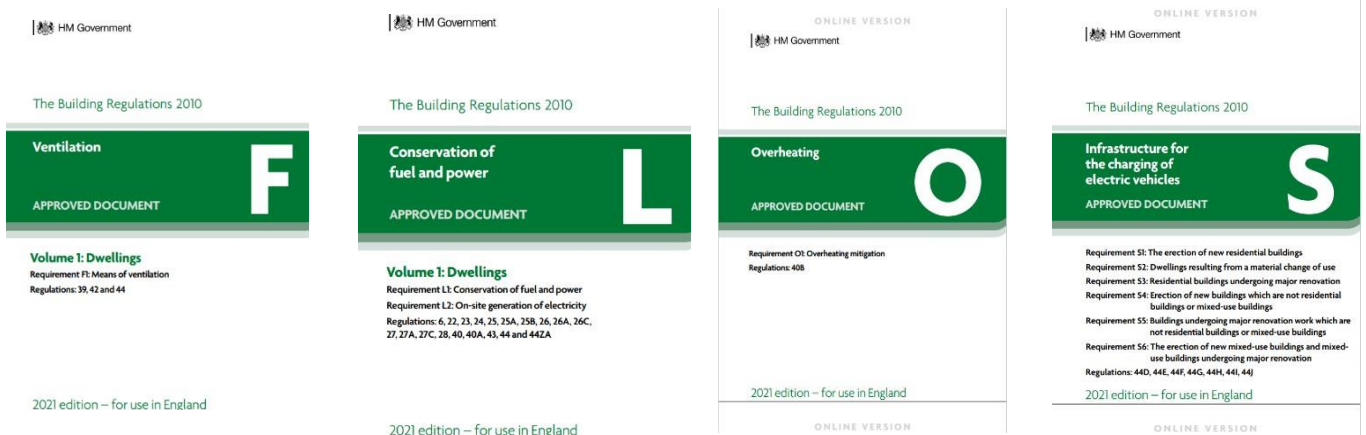 HM Government
The Building Regulations 2010
Ventilation
F
APPROVED DOCUMENT
Volume 1: Dwellings
Requirement F1: Means of ventilation
Regulations: 39, 42 and 44
2021 edition – for use in England
HM Government
The Building Regulations 2010
Conservation of
fuel and power
L
APPROVED DOCUMENT
Volume 1: Dwellings
Requirement L1: Conservation of fuel and power
Requirement L2: On-site generation of electricity
Regulations: 6, 22, 23, 24, 25, 25A, 25B, 26, 26A, 26C,
27, 27A, 27C, 28, 40, 40A, 43, 44 and 44ZA
2021 edition – for use in England
ONLINE VERSION
HM Government
The Building Regulations 2010
Overheating
O
APPROVED DOCUMENT
Requirement O1: Overheating mitigation
Regulations: 40B
2021 edition – for use in England
ONLINE VERSION
ONLINE VERSION
HM Government
The Building Regulations 2010
Infrastructure for
the charging of
electric vehicles
S
APPROVED DOCUMENT
Requirement S1: The erection of new residential buildings
Requirement S2: Dwellings resulting from a material change of use
Requirement S3: Residential buildings undergoing major renovation
Requirement S4: Erection of new buildings which are not residential
buildings or mixed-use buildings
Requirement S5: Buildings undergoing major renovation work which are
not residential buildings or mixed-use buildings
Requirement S6: The erection of new mixed-use buildings and mixed-
use buildings undergoing major renovation
Regulations: 44D, 44E, 44F, 44G, 44H, 44I, 44J
2021 edition – for use in England
ONLINE VERSION